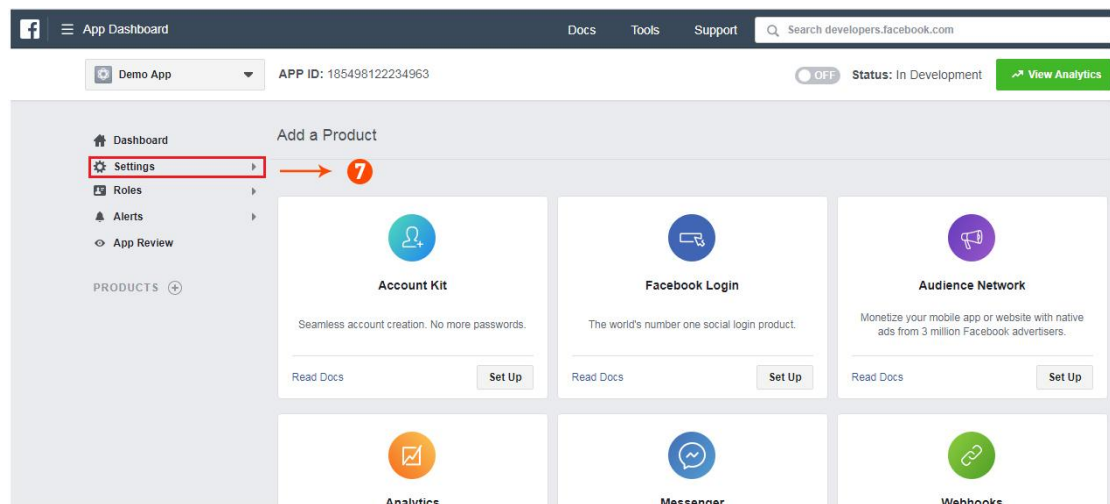 f App Dashboard Docs Tools Support Search developers.facebook.com
Demo App APP ID: 185498122234963 OFF Status: In Development View Analytics
Dashboard
Settings
Roles
Alerts
App Review
PRODUCTS
Add a Product
7
Account Kit
Seamless account creation. No more passwords.
Read Docs Set Up
Facebook Login
The world's number one social login product.
Read Docs Set Up
Audience Network
Monetize your mobile app or website with native
ads from 3 million Facebook advertisers.
Read Docs Set Up
Analytics
Messenger
Webhooks